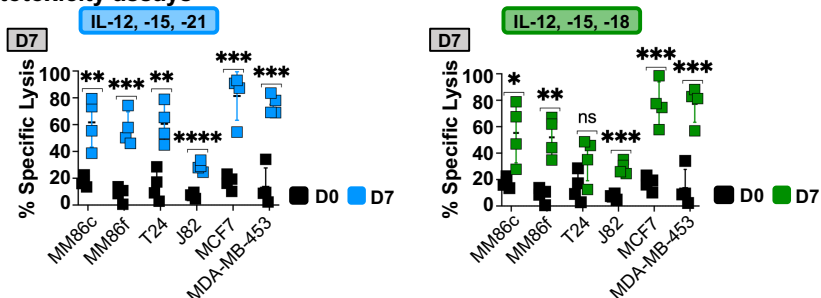 IL-12, -15, -21
D7
% Specific Lysis
100
80
60
40
20
0
** *** ** **** *** ***
MM86c MM86f T24 J82 MCF7 MDA-MB-453
D0 D7
IL-12, -15, -18
D7
% Specific Lysis
100
80
60
40
20
0
* ** ns *** *** ***
MM86c MM86f T24 J82 MCF7 MDA-MB-453
D0 D7